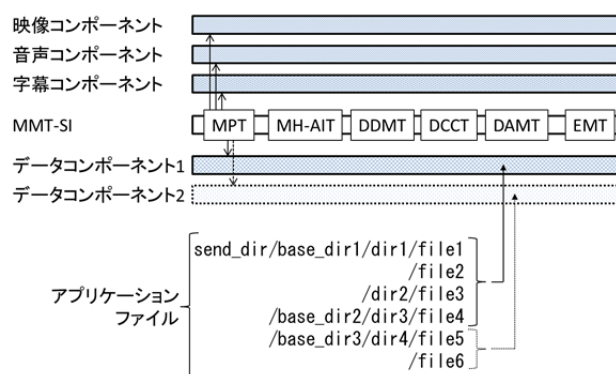 映像コンポーネント
音声コンポーネント
字幕コンポーネント
MMT-SI
MPT MH-AIT DDMT DCCT DAMT EMT
データコンポーネント1
データコンポーネント2
アプリケーション
ファイル
send_dir/base_dir1/dir1/file1
/file2
/dir2/file3
/base_dir2/dir3/file4
/base_dir3/dir4/file5
/file6